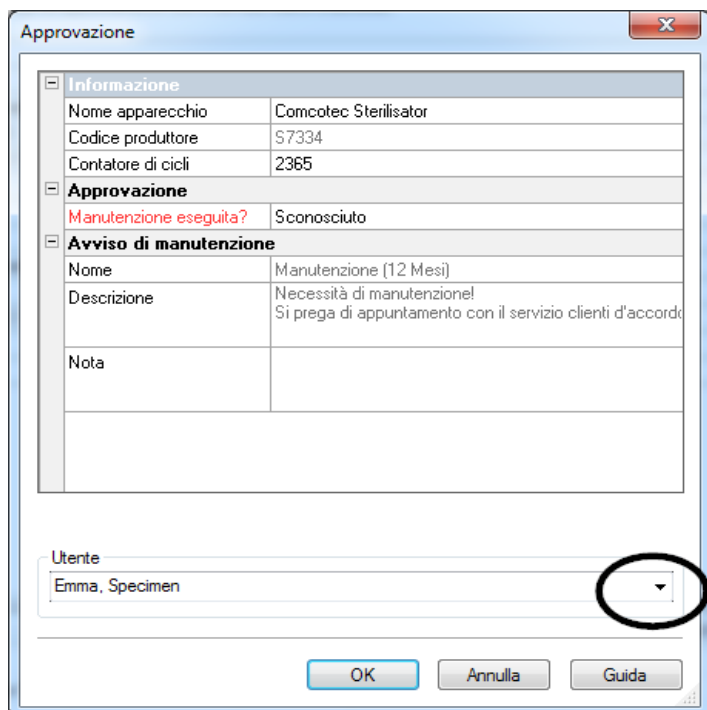 Approvazione
Informazione
Nome apparecchio Comcotec Sterilisator
Codice produttore S7334
Contatore di cicli 2365
Approvazione
Manutenzione eseguita? Sconosciuto
Avviso di manutenzione
Nome Manutenzione (12 Mesi)
Descrizione Necessità di manutenzione!
Si prega di appuntamento con il servizio clienti d'accordo
Nota
Utente
Emma, Specimen
OK Annulla Guida